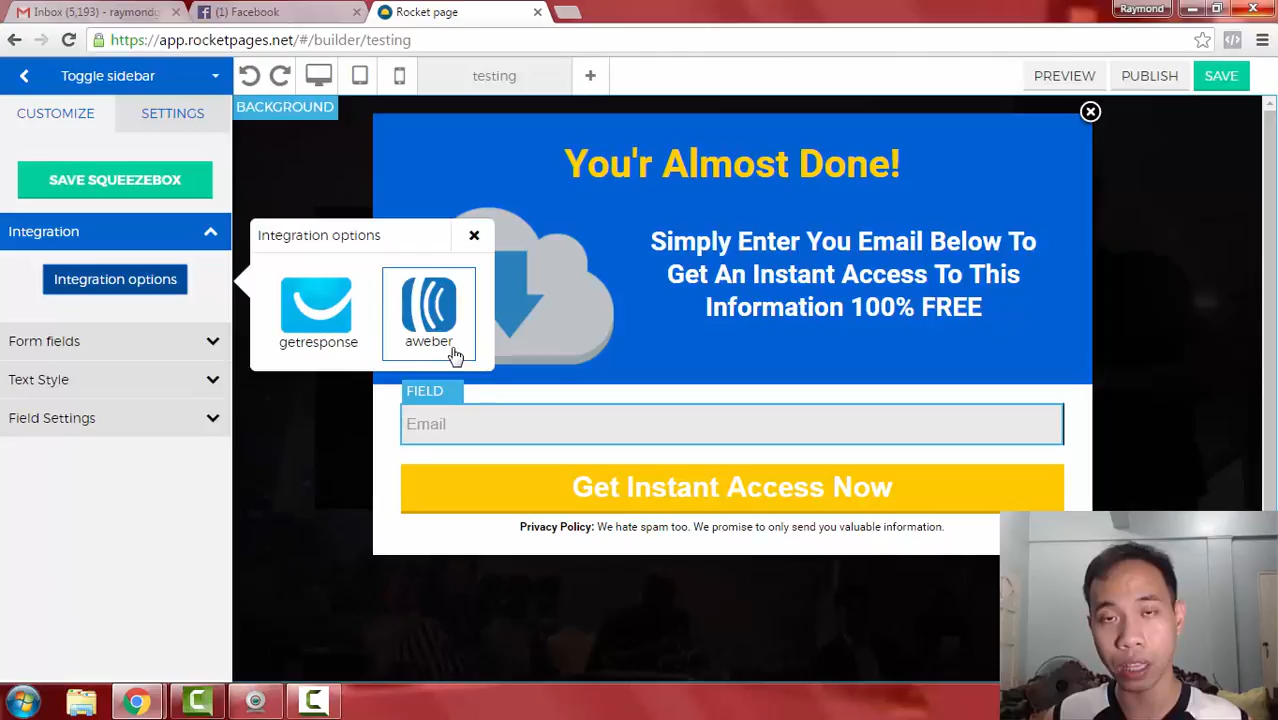 Inbox (5,193) - raymondg
(1) Facebook
Rocket page
Raymond
https://app.rocketpages.net/#/builder/testing
Toggle sidebar
testing
PREVIEW
PUBLISH
SAVE
CUSTOMIZE
SETTINGS
BACKGROUND
SAVE SQUEEZEBOX
You'r Almost Done!
Integration
Integration options
Integration options
getresponse
aweber
Simply Enter You Email Below To
Get An Instant Access To This
Information 100% FREE
Form fields
Text Style
Field Settings
FIELD
Email
Get Instant Access Now
Privacy Policy: We hate spam too. We promise to only send you valuable information.